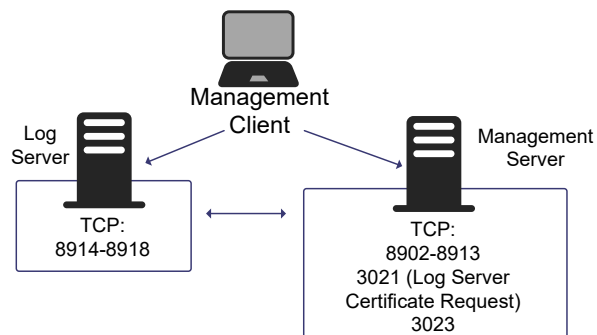 Management
Client
Log
Server
Management
Server
TCP:
8914-8918
TCP:
8902-8913
3021 (Log Server
Certificate Request)
3023